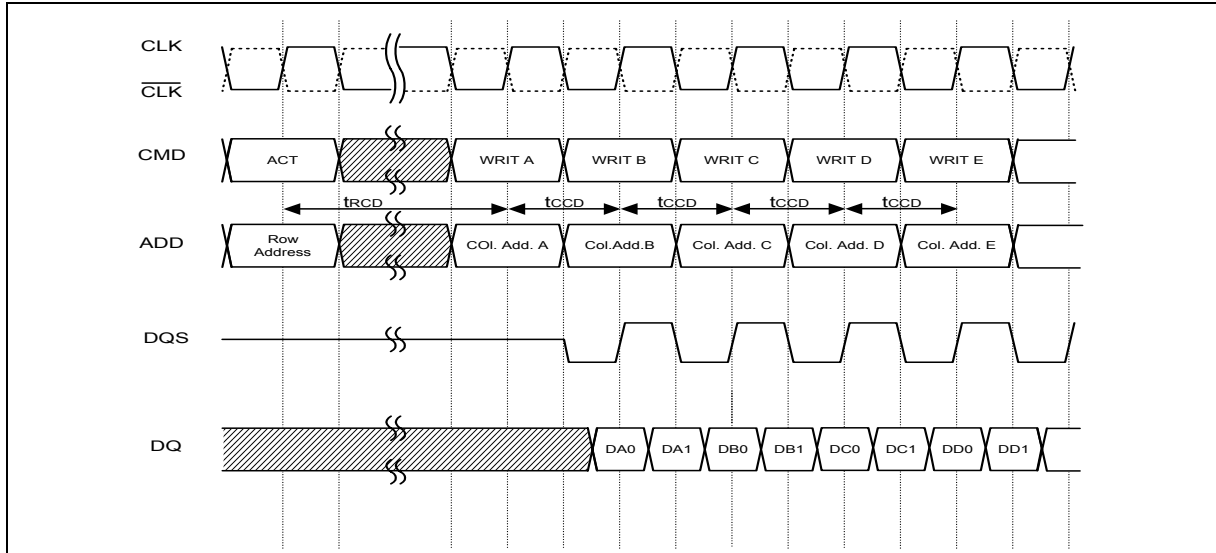 CLK
CLK
CMD
ACT
WRIT A
WRIT B
WRIT C
WRIT D
WRIT E
tRCD
tCCD
tCCD
tCCD
tCCD
ADD
Row
Address
COl. Add. A
Col.Add.B
Col. Add. C
Col. Add. D
Col. Add. E
DQS
DQ
DA0
DA1
DB0
DB1
DC0
DC1
DD0
DD1